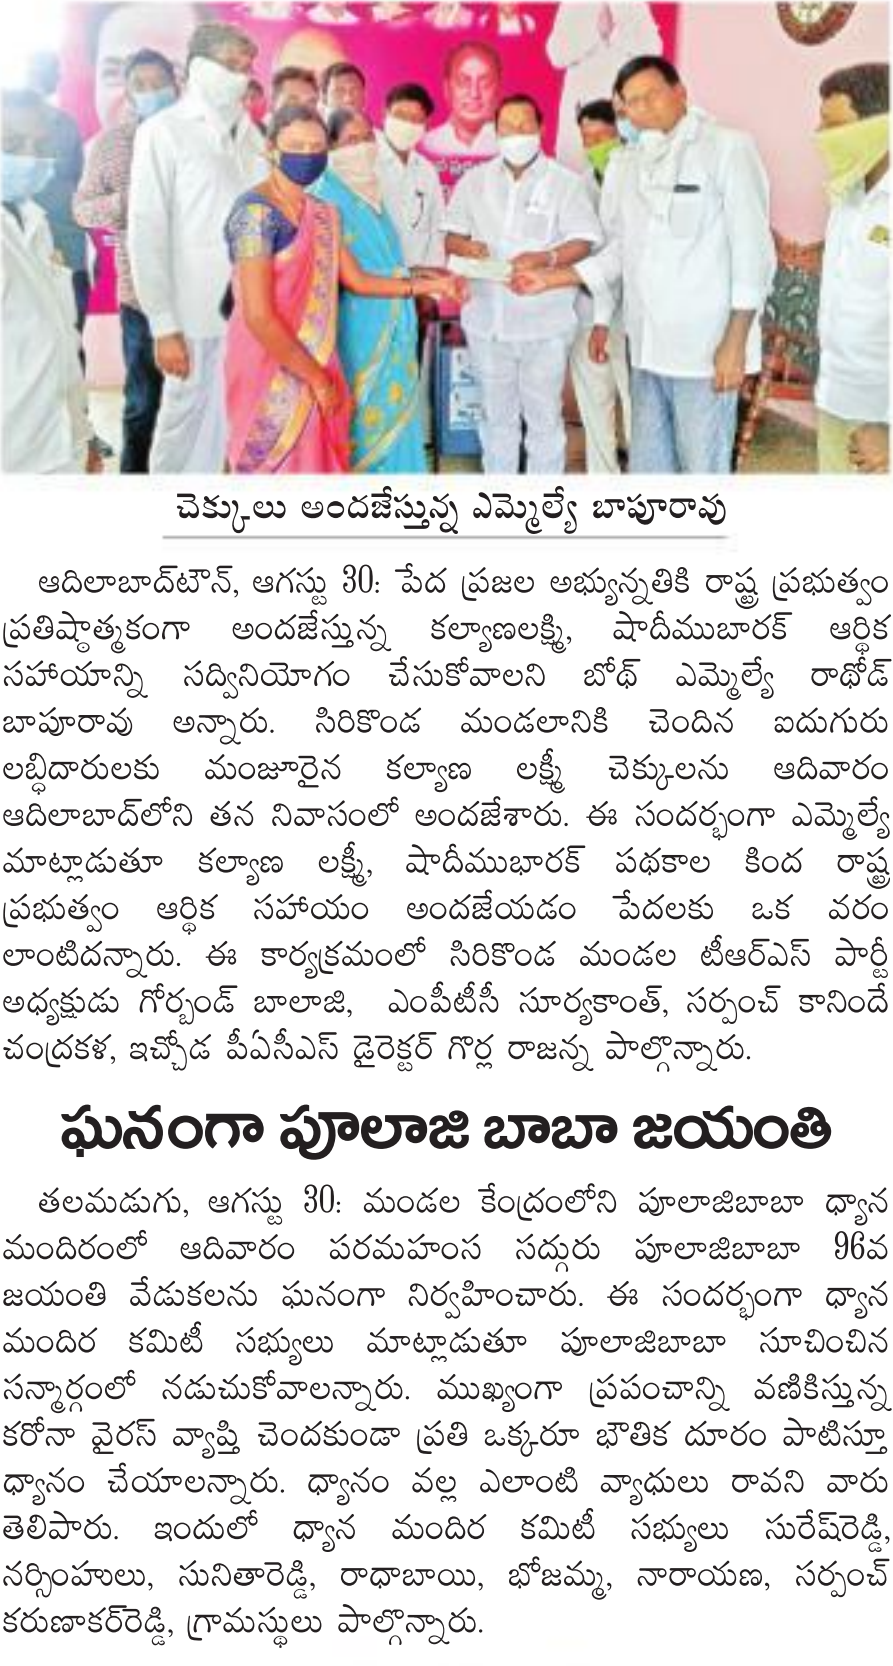 చెక్కులు అందజేస్తున్న ఎమ్మెల్యే బాపూరావు
ఆదిలాబాద్‌టౌన్, ఆగస్టు 30: పేద ప్రజల అభ్యున్నతికి రాష్ట్ర ప్రభుత్వం
ప్రతిష్ఠాత్మకంగా అందజేస్తున్న కల్యాణలక్ష్మి, షాదీముబారక్ ఆర్థిక
సహాయాన్ని సద్వినియోగం చేసుకోవాలని బోథ్ ఎమ్మెల్యే రాథోడ్
బాపూరావు అన్నారు. సిరికొండ మండలానికి చెందిన ఐదుగురు
లబ్ధిదారులకు మంజూరైన కల్యాణ లక్ష్మీ చెక్కులను ఆదివారం
ఆదిలాబాద్‌లోని తన నివాసంలో అందజేశారు. ఈ సందర్భంగా ఎమ్మెల్యే
మాట్లాడుతూ కల్యాణ లక్ష్మీ, షాదీముభారక్ పథకాల కింద రాష్ట్ర
ప్రభుత్వం ఆర్థిక సహాయం అందజేయడం పేదలకు ఒక వరం
లాంటిదన్నారు. ఈ కార్యక్రమంలో సిరికొండ మండల టీఆర్ఎస్ పార్టీ
అధ్యక్షుడు గోర్బండ్ బాలాజి, ఎంపీటీసీ సూర్యకాంత్, సర్పంచ్ కానిందే
చంద్రకళ, ఇచ్చోడ పీఏసీఎస్ డైరెక్టర్ గొర్ల రాజన్న పాల్గొన్నారు.
ఘనంగా పూలాజి బాబా జయంతి
తలమడుగు, ఆగస్టు 30: మండల కేంద్రంలోని పూలాజిబాబా ధ్యాన
మందిరంలో ఆదివారం పరమహంస సద్గురు పూలాజిబాబా 96వ
జయంతి వేడుకలను ఘనంగా నిర్వహించారు. ఈ సందర్భంగా ధ్యాన
మందిర కమిటీ సభ్యులు మాట్లాడుతూ పూలాజిబాబా సూచించిన
సన్మార్గంలో నడుచుకోవాలన్నారు. ముఖ్యంగా ప్రపంచాన్ని వణికిస్తున్న
కరోనా వైరస్ వ్యాప్తి చెందకుండా ప్రతి ఒక్కరూ భౌతిక దూరం పాటిస్తూ
ధ్యానం చేయాలన్నారు. ధ్యానం వల్ల ఎలాంటి వ్యాధులు రావని వారు
తెలిపారు. ఇందులో ధ్యాన మందిర కమిటీ సభ్యులు సురేష్‌రెడ్డి,
నర్సింహులు, సునితారెడ్డి, రాధాబాయి, భోజమ్మ, నారాయణ, సర్పంచ్
కరుణాకర్‌రెడ్డి, గ్రామస్థులు పాల్గొన్నారు.